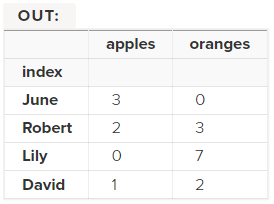 OUT:
apples oranges
index
June 3 0
Robert 2 3
Lily 0 7
David 1 2